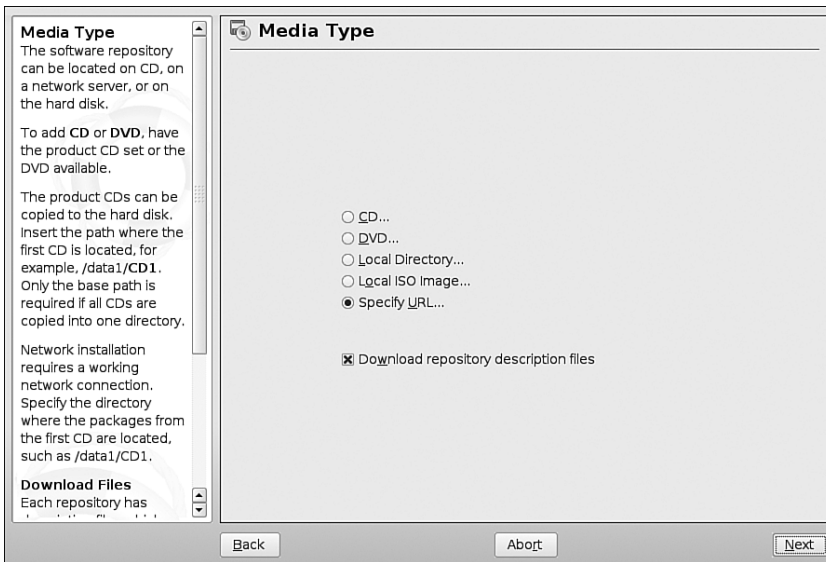 Media Type
The software repository
can be located on CD, on
a network server, or on
the hard disk.
To add CD or DVD, have
the product CD set or the
DVD available.
The product CDs can be
copied to the hard disk.
Insert the path where the
first CD is located, for
example, /data1/CD1.
Only the base path is
required if all CDs are
copied into one directory.
Network installation
requires a working
network connection.
Specify the directory
where the packages from
the first CD are located,
such as /data1/CD1.
Download Files
Each repository has
Media Type
CD...
DVD...
Local Directory...
Local ISO Image...
Specify URL...
Download repository description files
Back
Abort
Next